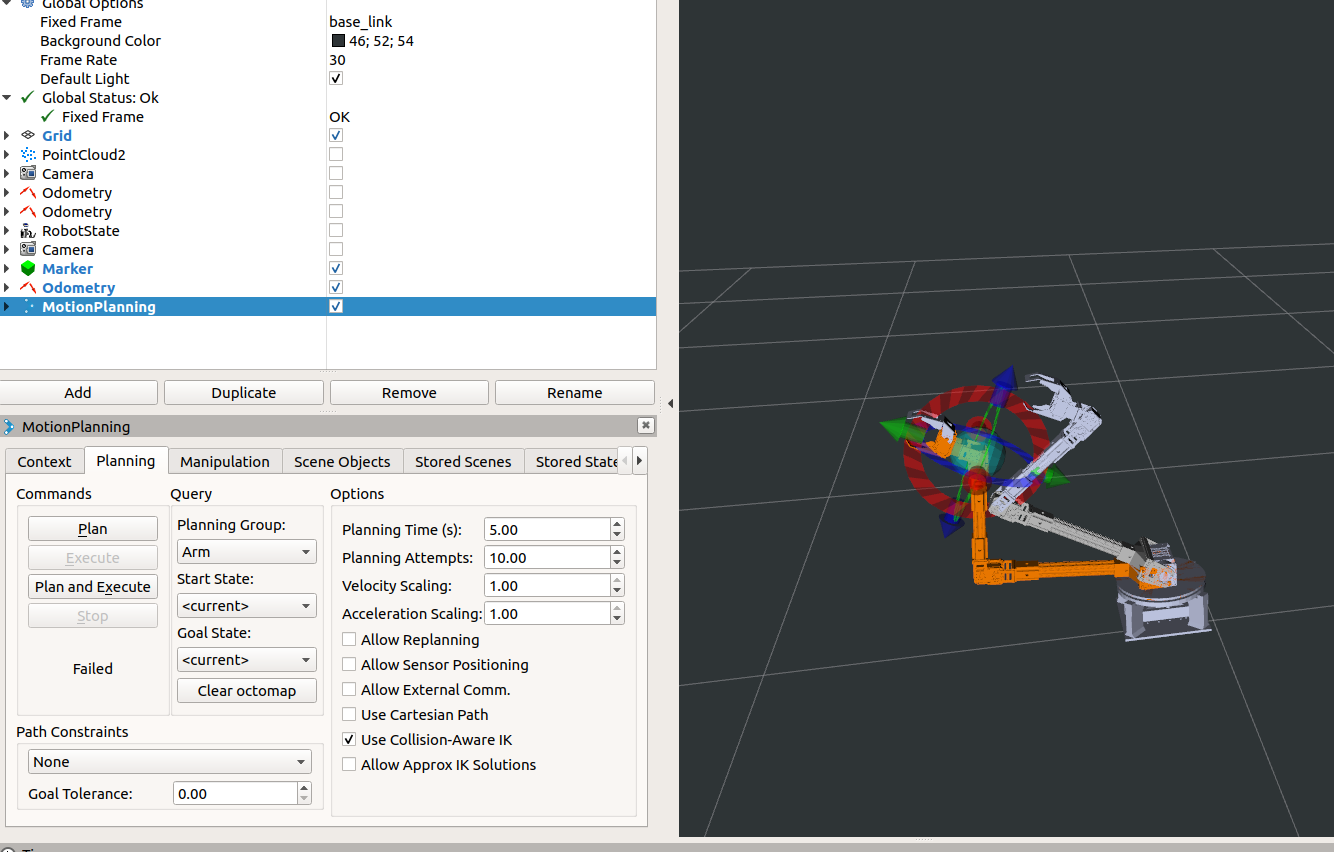 Global Options
Fixed Frame base_link
Background Color 46; 52; 54
Frame Rate 30
Default Light
Global Status: Ok
Fixed Frame OK
Grid
PointCloud2
Camera
Odometry
Odometry
RobotState
Camera
Marker
Odometry
MotionPlanning
Add Duplicate Remove Rename
MotionPlanning
Context Planning Manipulation Scene Objects Stored Scenes Stored State
Commands
Plan
Execute
Plan and Execute
Stop
Failed
Query
Planning Group:
Arm
Start State:
<current>
Goal State:
<current>
Clear octomap
Options
Planning Time (s): 5.00
Planning Attempts: 10.00
Velocity Scaling: 1.00
Acceleration Scaling: 1.00
Allow Replanning
Allow Sensor Positioning
Allow External Comm.
Use Cartesian Path
Use Collision-Aware IK
Allow Approx IK Solutions
Path Constraints
None
Goal Tolerance: 0.00